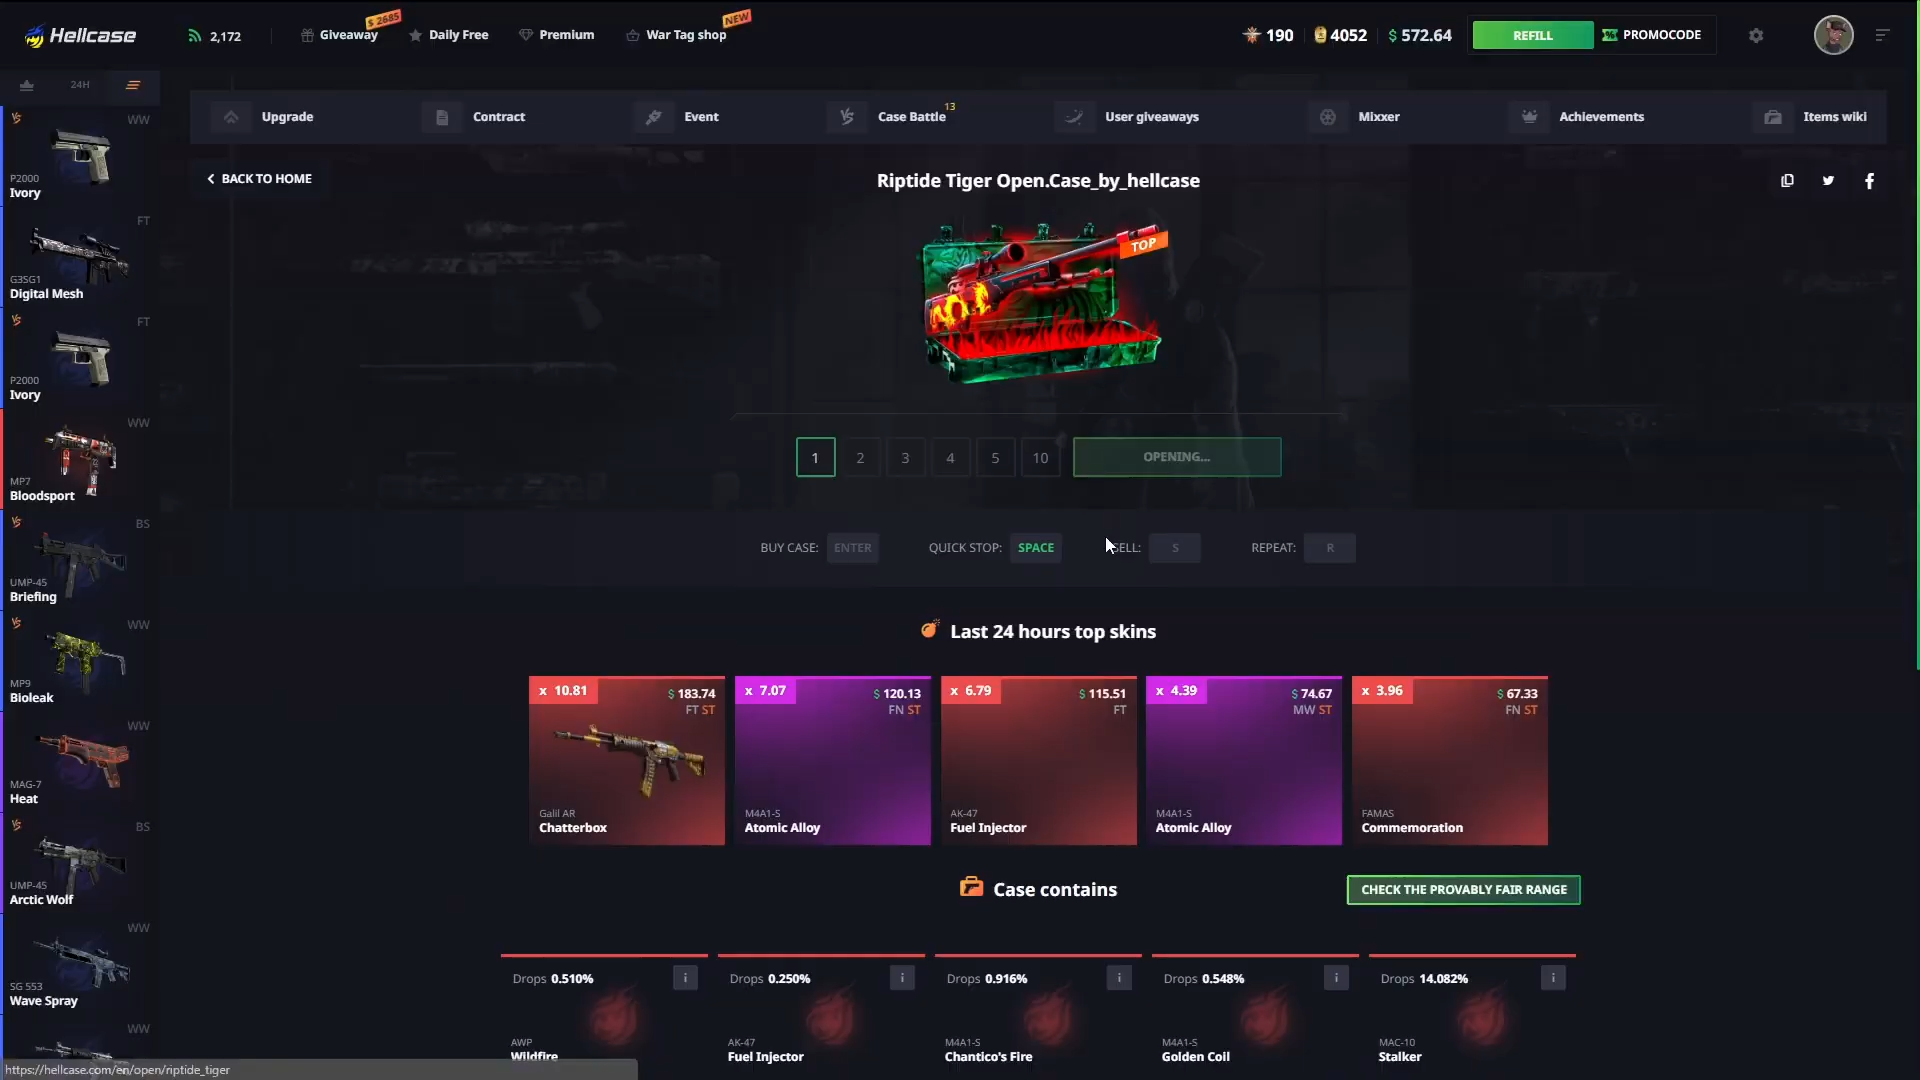 Hellcase
2,172
Giveaway
$ 2685
Daily Free
Premium
War Tag shop
NEW
190
4052
$ 572.64
REFILL
PROMOCODE
24H
Upgrade
Contract
Event
Case Battle
13
User giveaways
Mixxer
Achievements
Items wiki
BACK TO HOME
Riptide Tiger Open.Case_by_hellcase
TOP
1
2
3
4
5
10
OPENING...
BUY CASE:
ENTER
QUICK STOP:
SPACE
SELL:
S
REPEAT:
R
Last 24 hours top skins
x 10.81
$ 183.74
FT ST
Galil AR
Chatterbox
x 7.07
$ 120.13
FN ST
M4A1-S
Atomic Alloy
x 6.79
$ 115.51
FT
AK-47
Fuel Injector
x 4.39
$ 74.67
MW ST
M4A1-S
Atomic Alloy
x 3.96
$ 67.33
FN ST
FAMAS
Commemoration
Case contains
CHECK THE PROVABLY FAIR RANGE
Drops 0.510%
i
AWP
Wildfire
Drops 0.250%
i
AK-47
Fuel Injector
Drops 0.916%
i
M4A1-S
Chantico's Fire
Drops 0.548%
i
M4A1-S
Golden Coil
Drops 14.082%
i
MAC-10
Stalker
VS
WW
P2000
Ivory
FT
G3SG1
Digital Mesh
VS
FT
P2000
Ivory
WW
MP7
Bloodsport
VS
BS
UMP-45
Briefing
VS
WW
MP9
Bioleak
WW
MAG-7
Heat
VS
BS
UMP-45
Arctic Wolf
WW
SG 553
Wave Spray
WW
https://hellcase.com/en/open/riptide_tiger